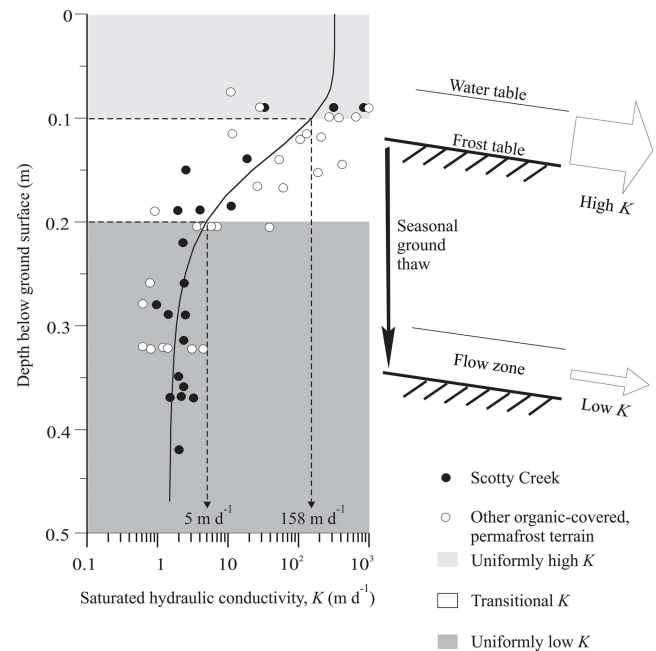 0
0.1
0.2
0.3
0.4
0.5
Depth below ground surface (m)
5 m d⁻¹
158 m d⁻¹
0.1
1
10
10²
10³
Saturated hydraulic conductivity, K (m d⁻¹)
Water table
Frost table
High K
Seasonal
ground
thaw
Flow zone
Low K
Scotty Creek
Other organic-covered,
permafrost terrain
Uniformly high K
Transitional K
Uniformly low K